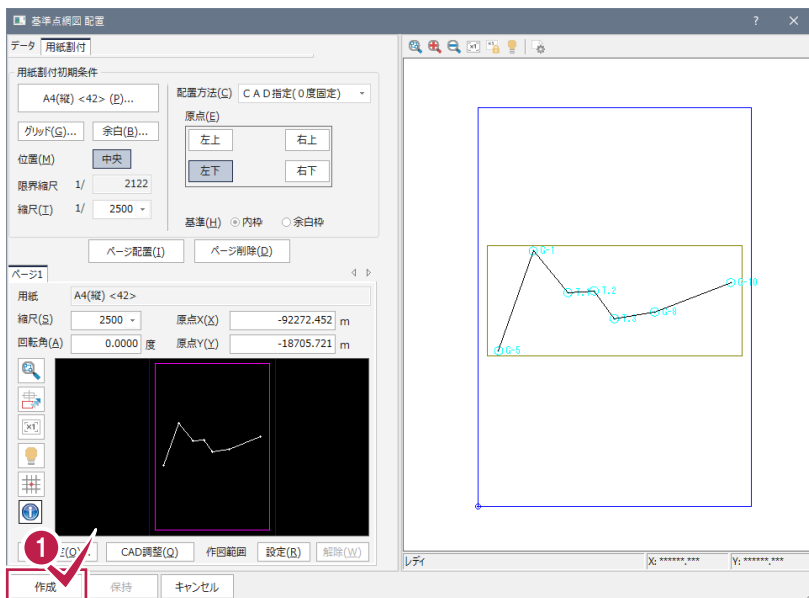 基準点網図 配置
データ 用紙割付
用紙割付初期条件
A4(縦) <42> (P)...
配置方法(C) CAD指定(0度固定)
グリッド(G)... 余白(B)...
原点(E)
左上 右上
左下 右下
位置(M) 中央
限界縮尺 1/ 2122
縮尺(T) 1/ 2500
基準(H) 内枠 余白枠
ページ配置(I) ページ削除(D)
ページ1
用紙 A4(縦) <42>
縮尺(S) 2500 原点X(X) -92272.452 m
回転角(A) 0.0000 度 原点Y(Y) -18705.721 m
CAD調整(Q) 作図範囲 設定(R) 解除(W)
1
作成 保持 キャンセル
G-1
G-10
T.2
T.3
G-5
レディ X: ******.*** Y: ******.***